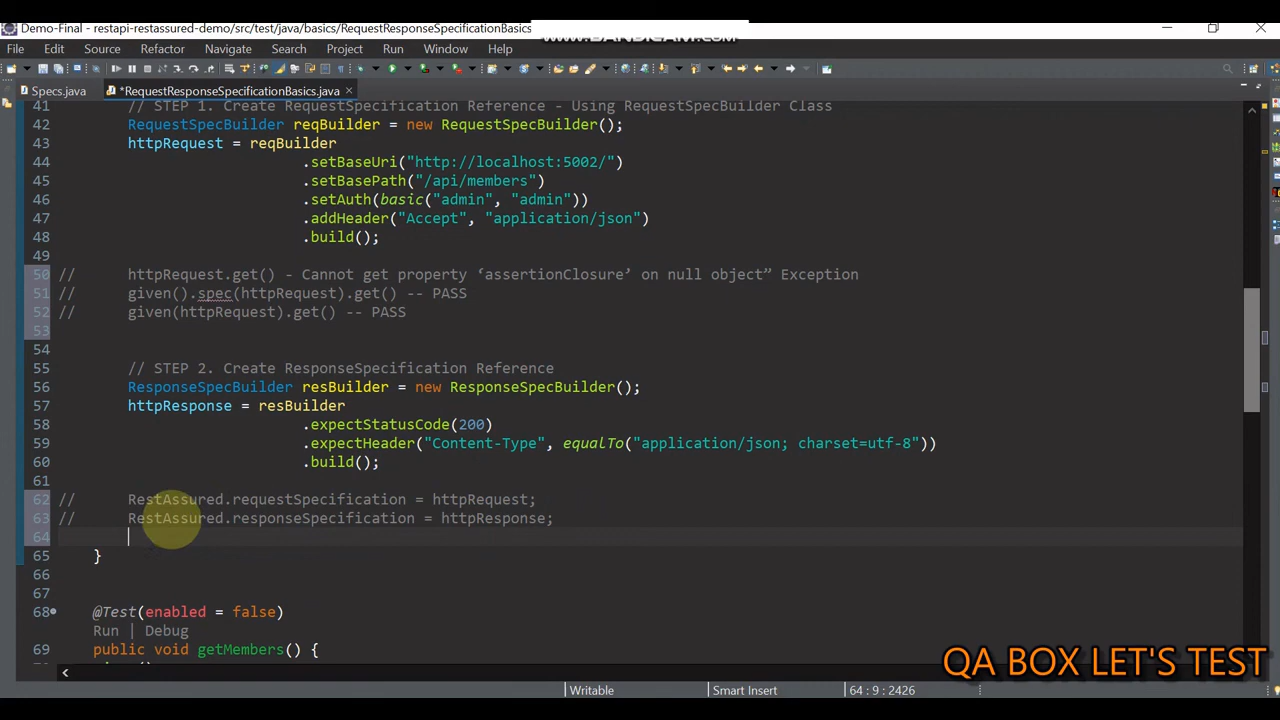 Demo-Final - restapi-restassured-demo/src/test/java/basics/RequestResponseSpecificationBasics
www.BANDICAM.com
File Edit Source Refactor Navigate Search Project Run Window Help
Specs.java *RequestResponseSpecificationBasics.java
41 // STEP 1. Create RequestSpecification Reference - Using RequestSpecBuilder Class
42 RequestSpecBuilder reqBuilder = new RequestSpecBuilder();
43 httpRequest = reqBuilder
44 .setBaseUri("http://localhost:5002/")
45 .setBasePath("/api/members")
46 .setAuth(basic("admin", "admin"))
47 .addHeader("Accept", "application/json")
48 .build();
49
50 // httpRequest.get() - Cannot get property ‘assertionClosure’ on null object” Exception
51 // given().spec(httpRequest).get() -- PASS
52 // given(httpRequest).get() -- PASS
53
54
55 // STEP 2. Create ResponseSpecification Reference
56 ResponseSpecBuilder resBuilder = new ResponseSpecBuilder();
57 httpResponse = resBuilder
58 .expectStatusCode(200)
59 .expectHeader("Content-Type", equalTo("application/json; charset=utf-8"))
60 .build();
61
62 // RestAssured.requestSpecification = httpRequest;
63 // RestAssured.responseSpecification = httpResponse;
64
65 }
66
67
68 @Test(enabled = false)
Run | Debug
69 public void getMembers() {
QA BOX LET'S TEST
Writable Smart Insert 64 : 9 : 2426